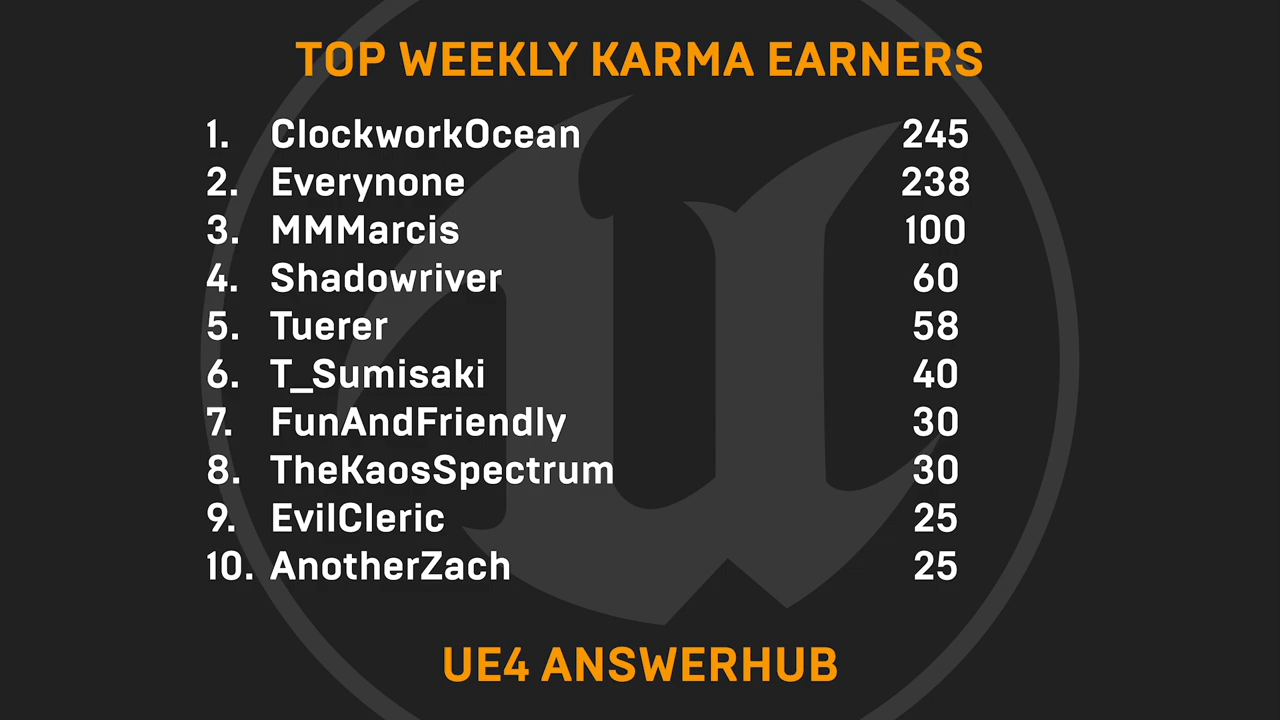 TOP WEEKLY KARMA EARNERS
1. ClockworkOcean 245
2. Everynone 238
3. MMMarcis 100
4. Shadowriver 60
5. Tuerer 58
6. T_Sumisaki 40
7. FunAndFriendly 30
8. TheKaosSpectrum 30
9. EvilCleric 25
10. AnotherZach 25
UE4 ANSWERHUB